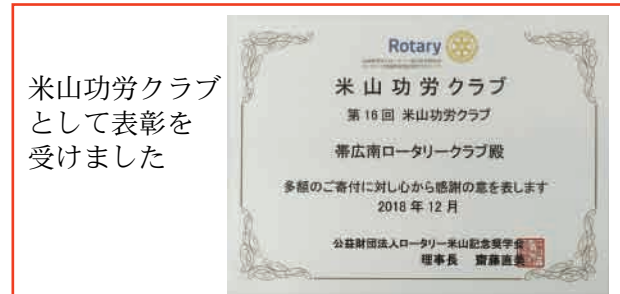 米山功労クラブ
として表彰を
受けました
Rotary
米山功労クラブ
第16回 米山功労クラブ
帯広南ロータリークラブ殿
多額のご寄付に対し心から感謝の意を表します
2018年12月
公益財団法人ロータリー米山記念奨学会
理事長 齋藤直美